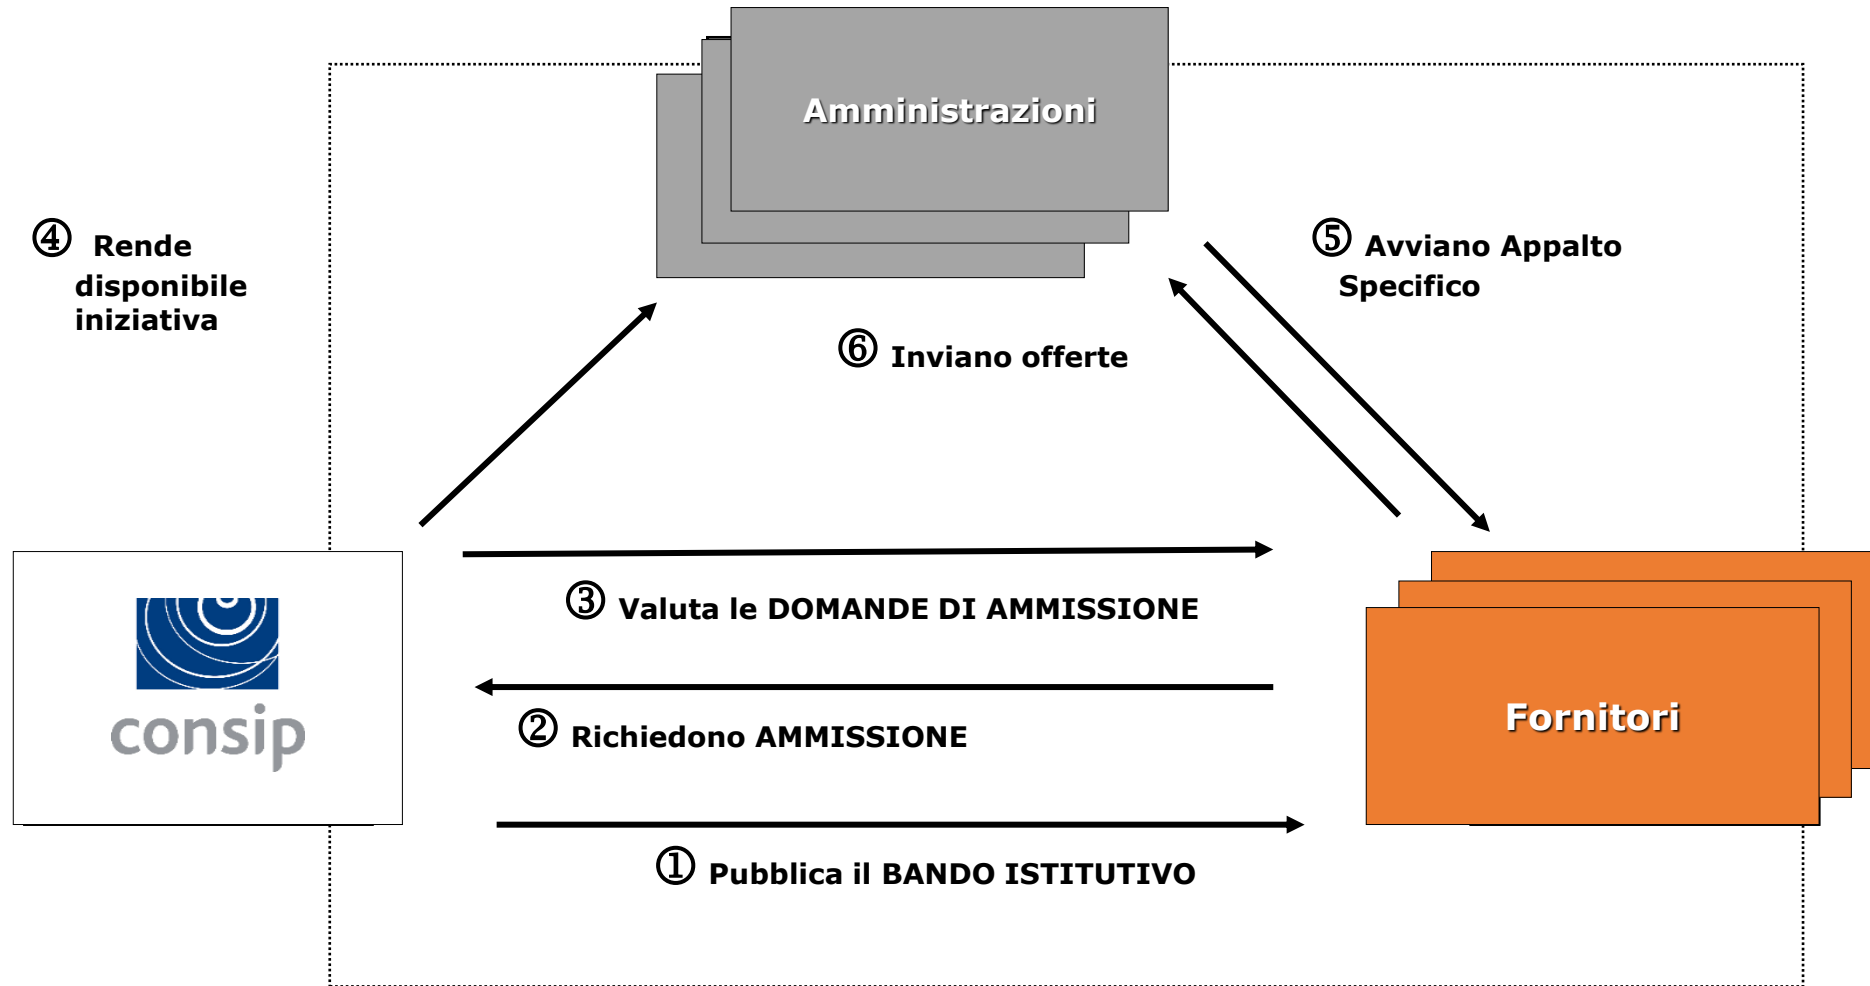 Amministrazioni
④ Rende
disponibile
iniziativa
⑤ Avviano Appalto
Specifico
⑥ Inviano offerte
③ Valuta le DOMANDE DI AMMISSIONE
consip
② Richiedono AMMISSIONE
Fornitori
① Pubblica il BANDO ISTITUTIVO